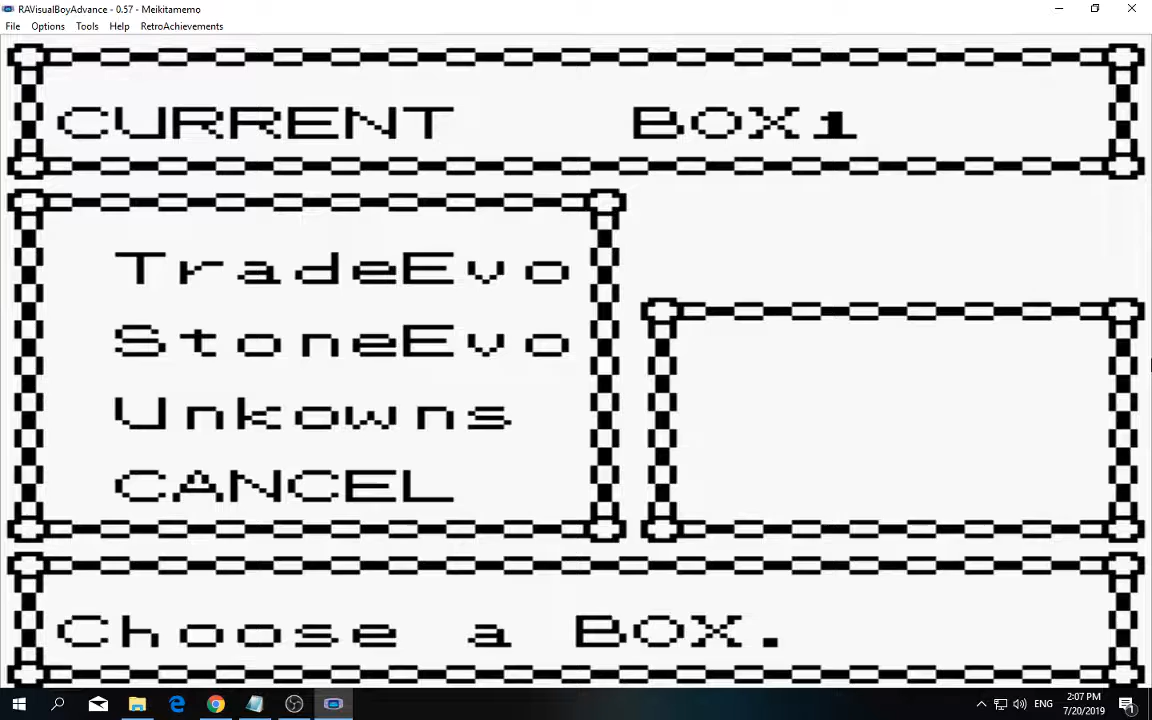 RAVisualBoyAdvance - 0.57 - Meikitamemo
File Options Tools Help RetroAchievements
CURRENT BOX1
TradeEvo
StoneEvo
Unkowns
CANCEL
Choose a BOX.
ENG
2:07 PM
7/20/2019
1